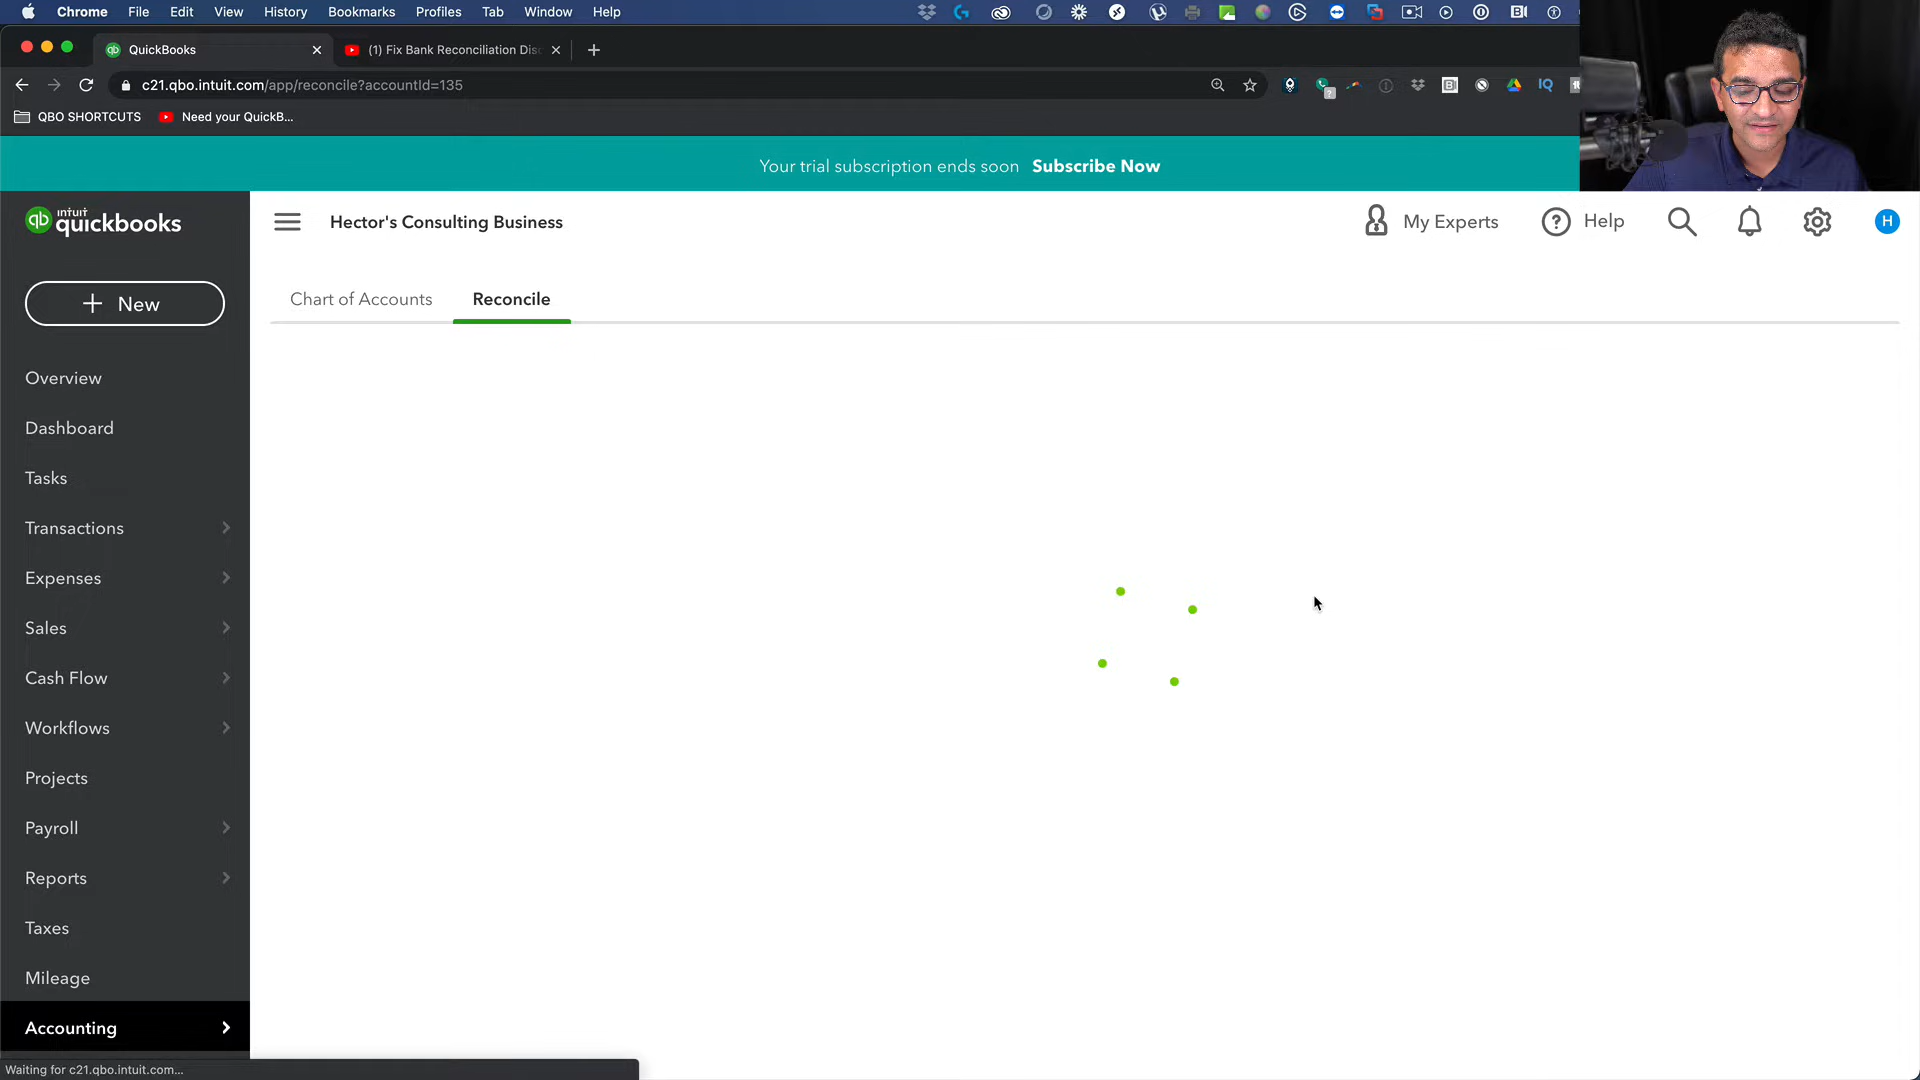 Chrome File Edit View History Bookmarks Profiles Tab Window Help
QuickBooks
(1) Fix Bank Reconciliation Disc
c21.qbo.intuit.com/app/reconcile?accountId=135
QBO SHORTCUTS
Need your QuickB...
Your trial subscription ends soon Subscribe Now
intuit
quickbooks
Hector's Consulting Business
My Experts
Help
H
New
Chart of Accounts
Reconcile
Overview
Dashboard
Tasks
Transactions
Expenses
Sales
Cash Flow
Workflows
Projects
Payroll
Reports
Taxes
Mileage
Accounting
Waiting for c21.qbo.intuit.com...